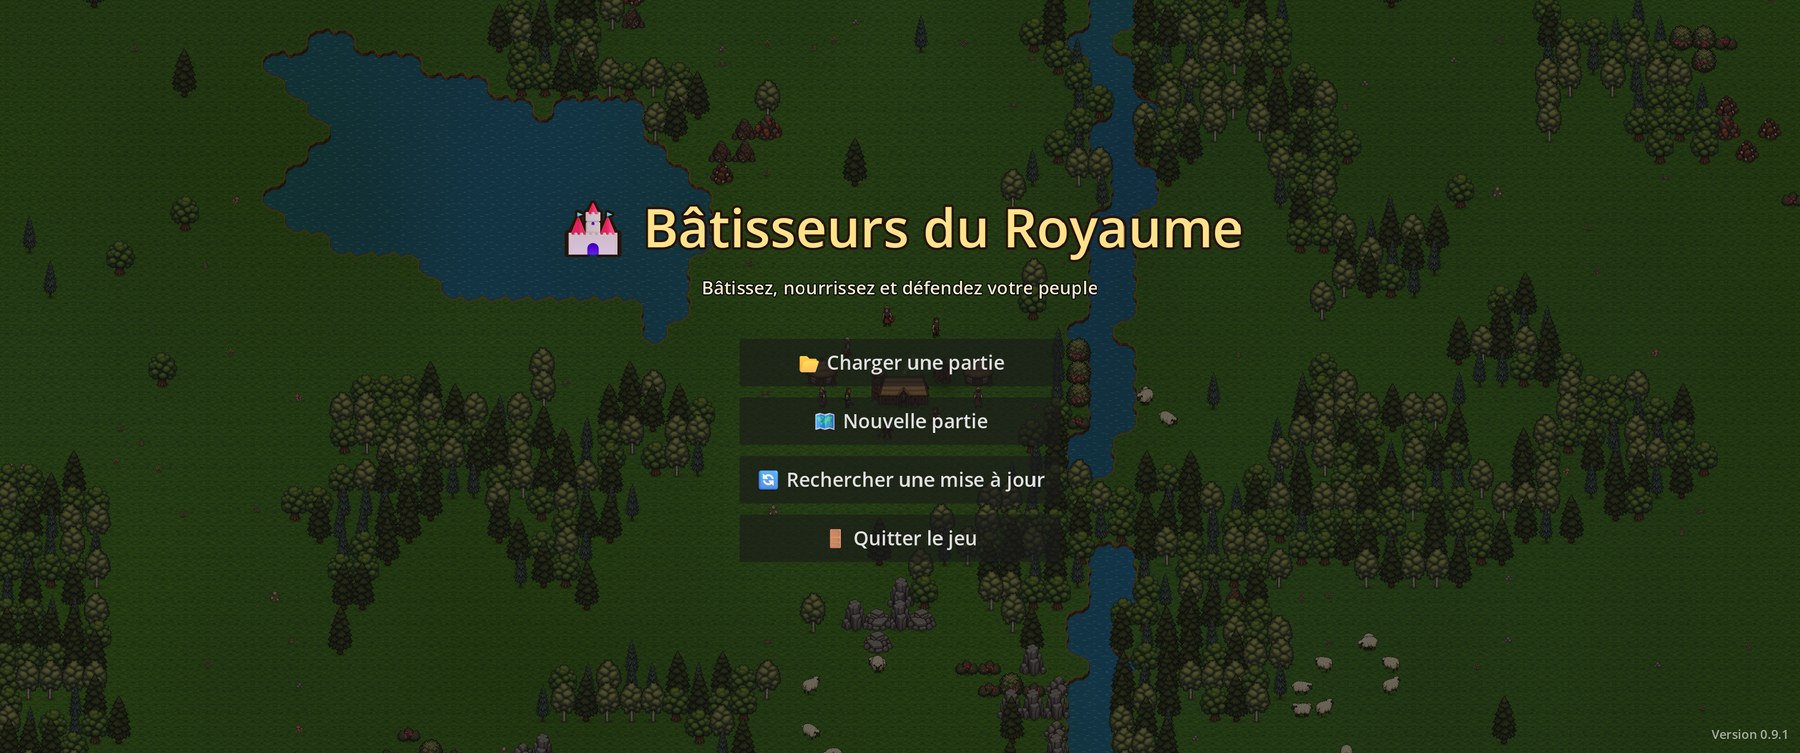 Bâtisseurs du Royaume
Bâtissez, nourrissez et défendez votre peuple
Charger une partie
Nouvelle partie
Rechercher une mise à jour
Quitter le jeu
Version 0.9.1